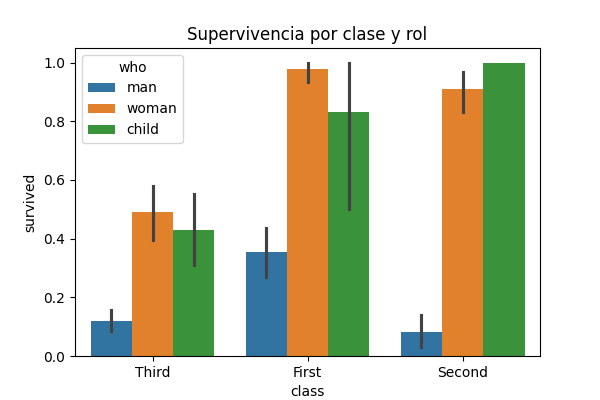 Supervivencia por clase y rol
who
man
woman
child
survived
1.0
0.8
0.6
0.4
0.2
0.0
Third First Second
class